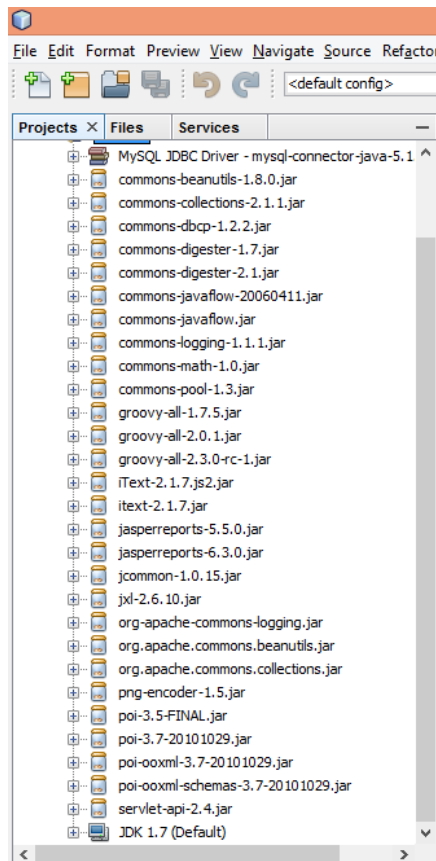 File Edit Format Preview View Navigate Source Refactor
<default config>
Projects Files Services
MySQL JDBC Driver - mysql-connector-java-5.1
commons-beanutils-1.8.0.jar
commons-collections-2.1.1.jar
commons-dbcp-1.2.2.jar
commons-digester-1.7.jar
commons-digester-2.1.jar
commons-javaflow-20060411.jar
commons-javaflow.jar
commons-logging-1.1.1.jar
commons-math-1.0.jar
commons-pool-1.3.jar
groovy-all-1.7.5.jar
groovy-all-2.0.1.jar
groovy-all-2.3.0-rc-1.jar
iText-2.1.7.js2.jar
itext-2.1.7.jar
jasperreports-5.5.0.jar
jasperreports-6.3.0.jar
jcommon-1.0.15.jar
jxl-2.6.10.jar
org-apache-commons-logging.jar
org.apache.commons.beanutils.jar
org.apache.commons.collections.jar
png-encoder-1.5.jar
poi-3.5-FINAL.jar
poi-3.7-20101029.jar
poi-ooxml-3.7-20101029.jar
poi-ooxml-schemas-3.7-20101029.jar
servlet-api-2.4.jar
JDK 1.7 (Default)